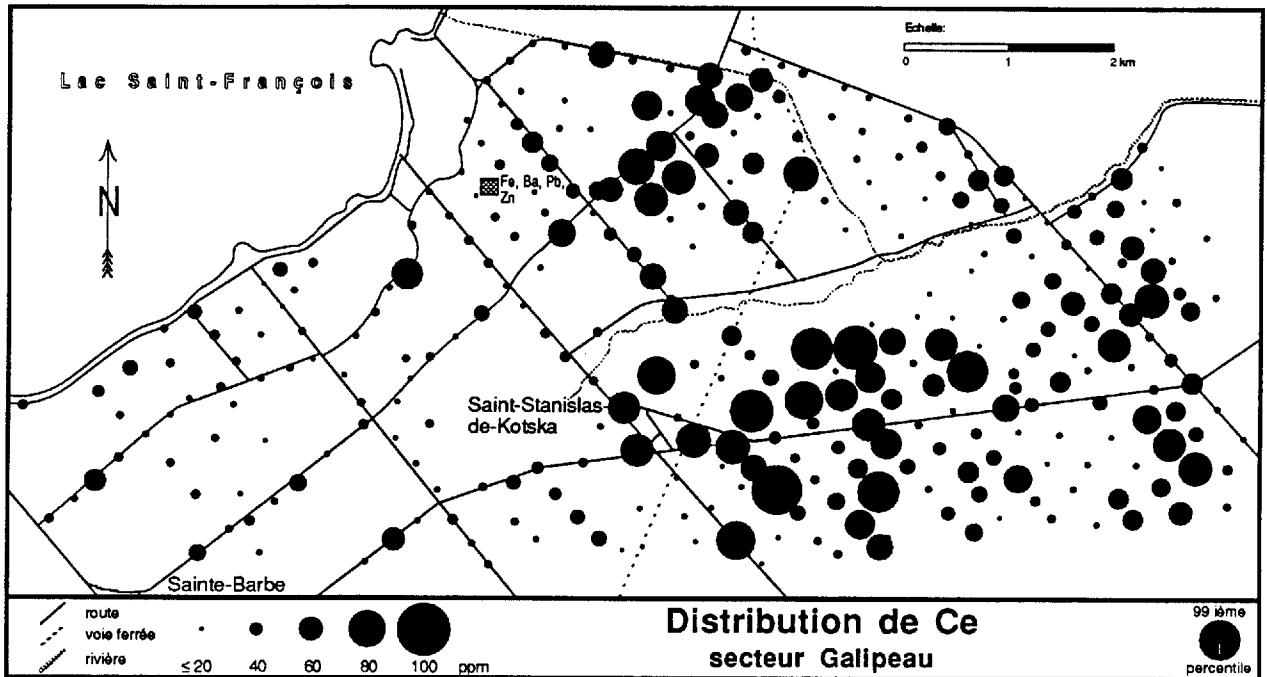 Echelle:
0 1 2 km
Lac Saint-François
N
Fe, Ba, Pb,
Zn
Saint-Stanislas
de-Kotska
Sainte-Barbe
route
voie ferrée
rivière
≤20 40 60 80 100 ppm
Distribution de Ce
secteur Galipeau
99 ième
percentile